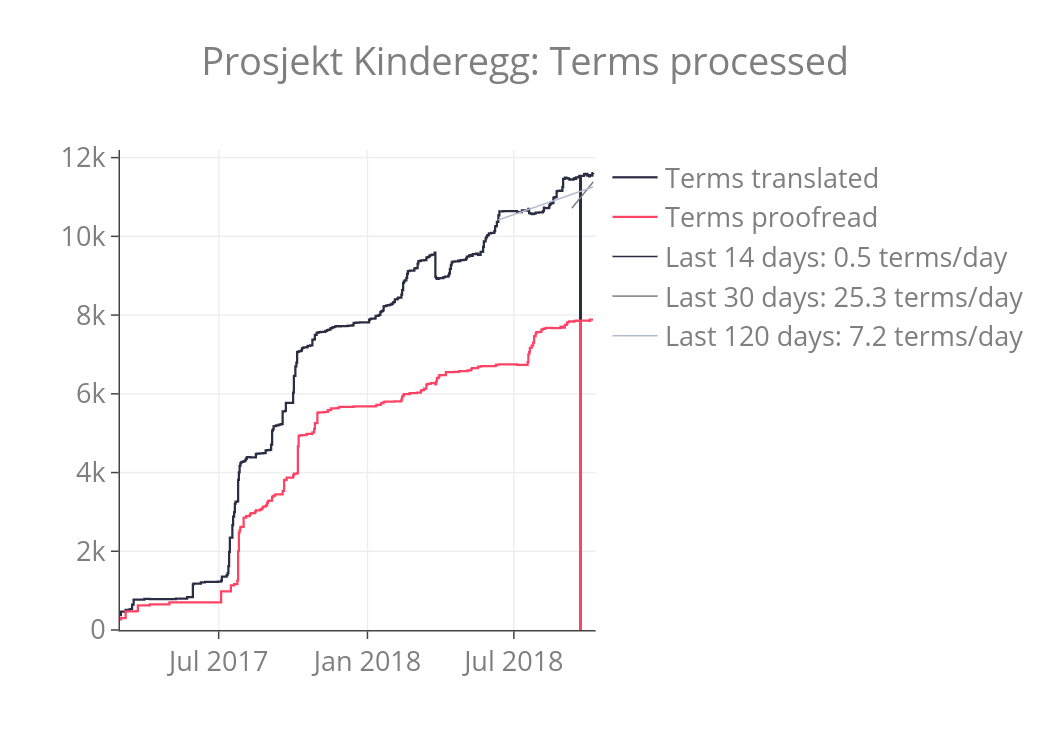 Prosjekt Kinderegg: Terms processed
12k
10k
8k
6k
4k
2k
0
Jul 2017
Jan 2018
Jul 2018
Terms translated
Terms proofread
Last 14 days: 0.5 terms/day
Last 30 days: 25.3 terms/day
Last 120 days: 7.2 terms/day